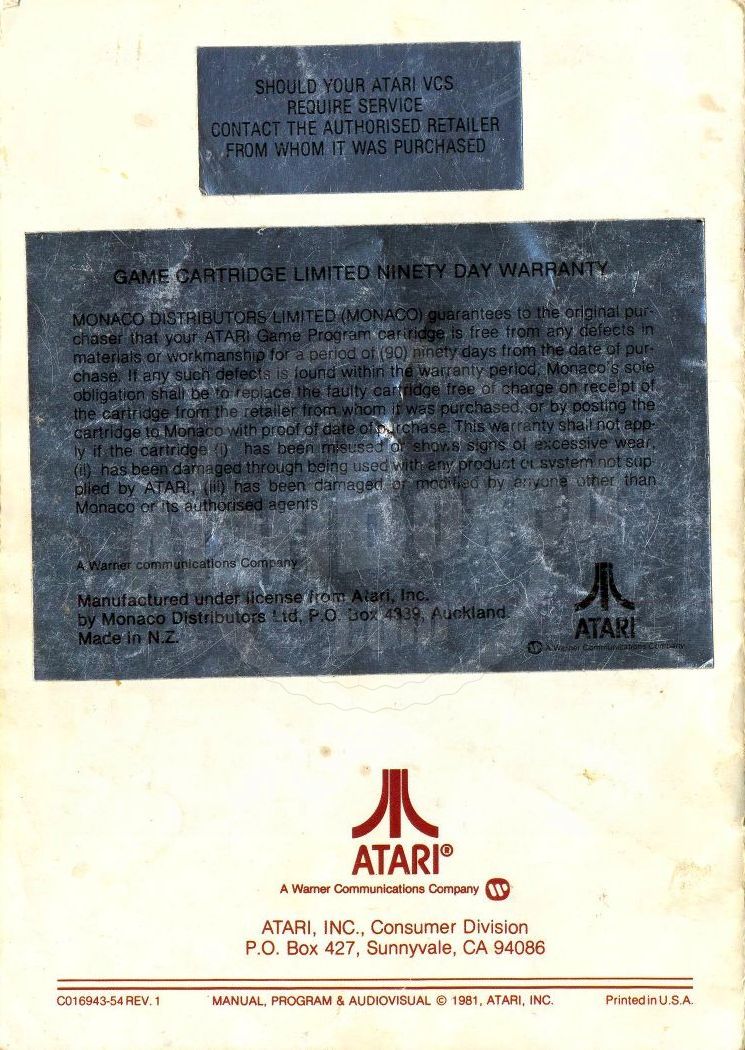 SHOULD YOUR ATARI VCS
REQUIRE SERVICE
CONTACT THE AUTHORISED RETAILER
FROM WHOM IT WAS PURCHASED
GAME CARTRIDGE LIMITED NINETY DAY WARRANTY
MONACO DISTRIBUTORS LIMITED (MONACO) guarantees to the original pur-
chaser that your ATARI Game Program cartridge is free from any defects in
materials or workmanship for a period of (90) ninety days from the date of pur-
chase. If any such defects is found within the warranty period, Monaco's sole
obligation shall be to replace the faulty cartridge free of charge on receipt of
the cartridge from the retailer from whom it was purchased, or by posting the
cartridge to Monaco with proof of date of purchase. This warranty shall not app-
ly if the cartridge (i) has been misused or shows signs of excessive wear,
(ii) has been damaged through being used with any product or system not sup-
plied by ATARI, (iii) has been damaged or modified by anyone other than
Monaco or its authorised agents
A Warner communications Company
Manufactured under license from Atari, Inc.
by Monaco Distributors Ltd, P.O. Box 4339, Auckland.
Made in N.Z.
ATARI
A Warner Communications Company
ATARI®
A Warner Communications Company
ATARI, INC., Consumer Division
P.O. Box 427, Sunnyvale, CA 94086
C016943-54 REV. 1 MANUAL, PROGRAM & AUDIOVISUAL © 1981, ATARI, INC. Printed in U.S.A.